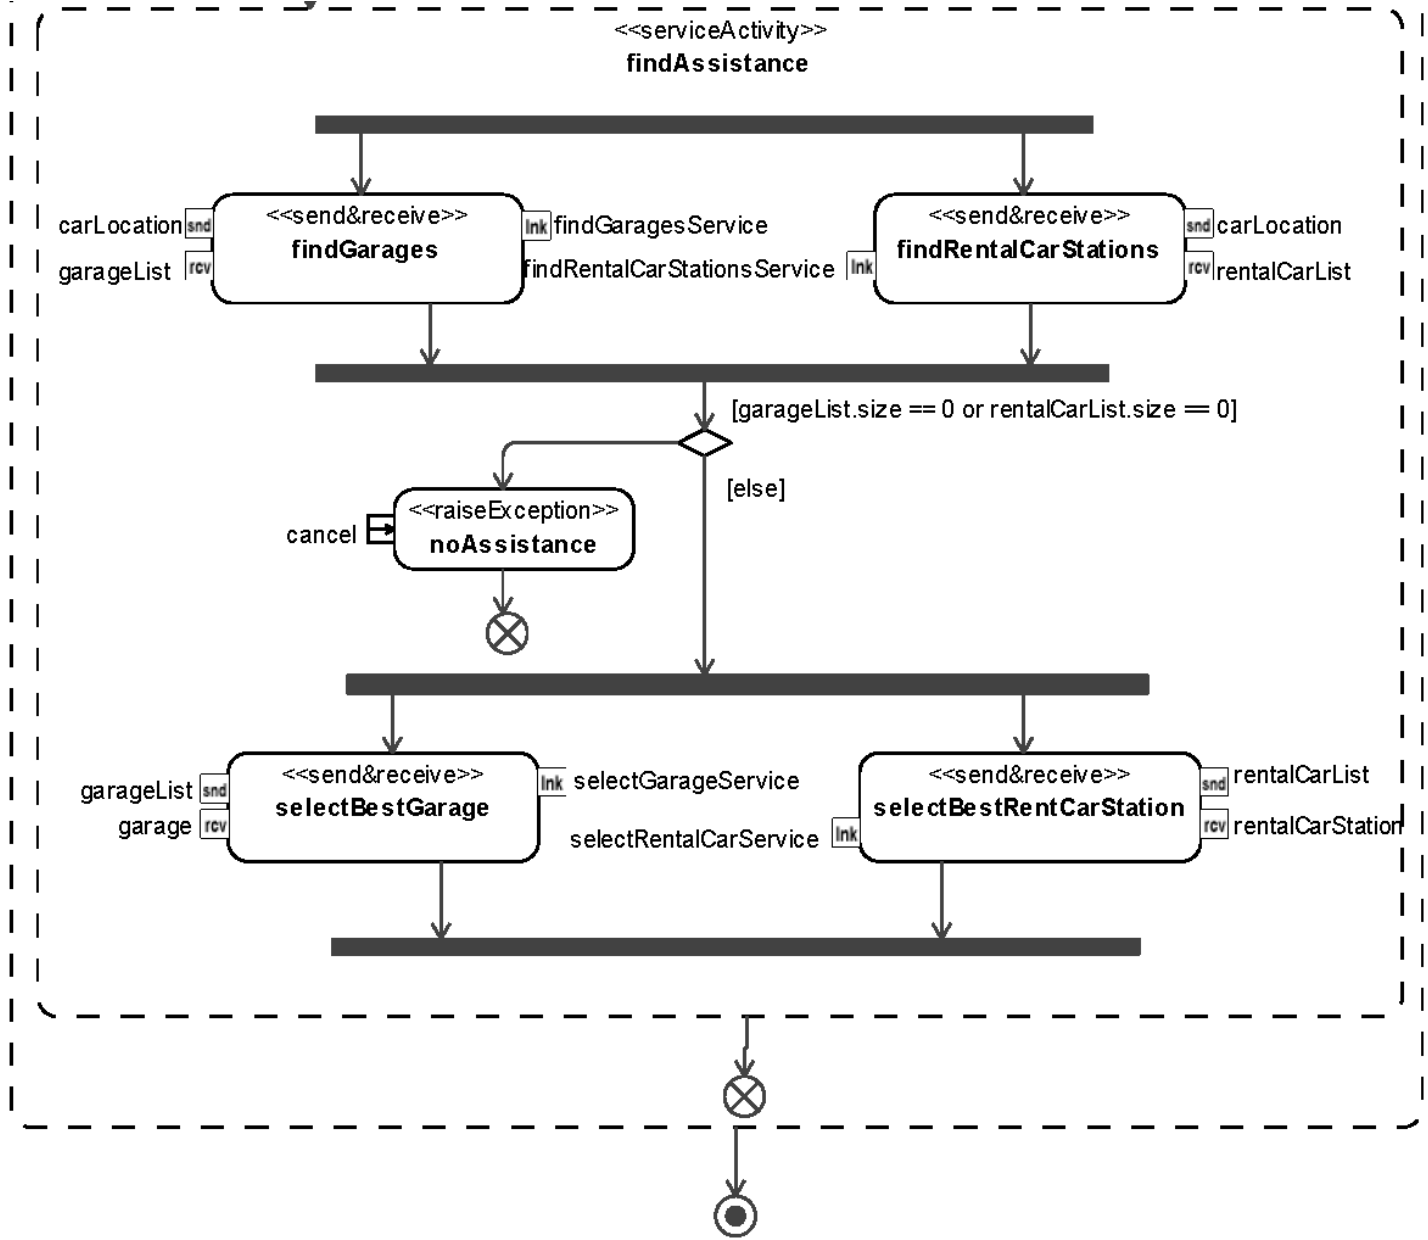 <<serviceActivity>>
findAssistance
<<send&receive>>
findGarages
carLocation
snd
garageList
rcv
lnk
findGaragesService
findRentalCarStationsService
lnk
<<send&receive>>
findRentalCarStations
snd
carLocation
rcv
rentalCarList
[garageList.size == 0 or rentalCarList.size == 0]
[else]
<<raiseException>>
noAssistance
cancel
<<send&receive>>
selectBestGarage
garageList
snd
garage
rcv
lnk
selectGarageService
selectRentalCarService
lnk
<<send&receive>>
selectBestRentCarStation
snd
rentalCarList
rcv
rentalCarStation